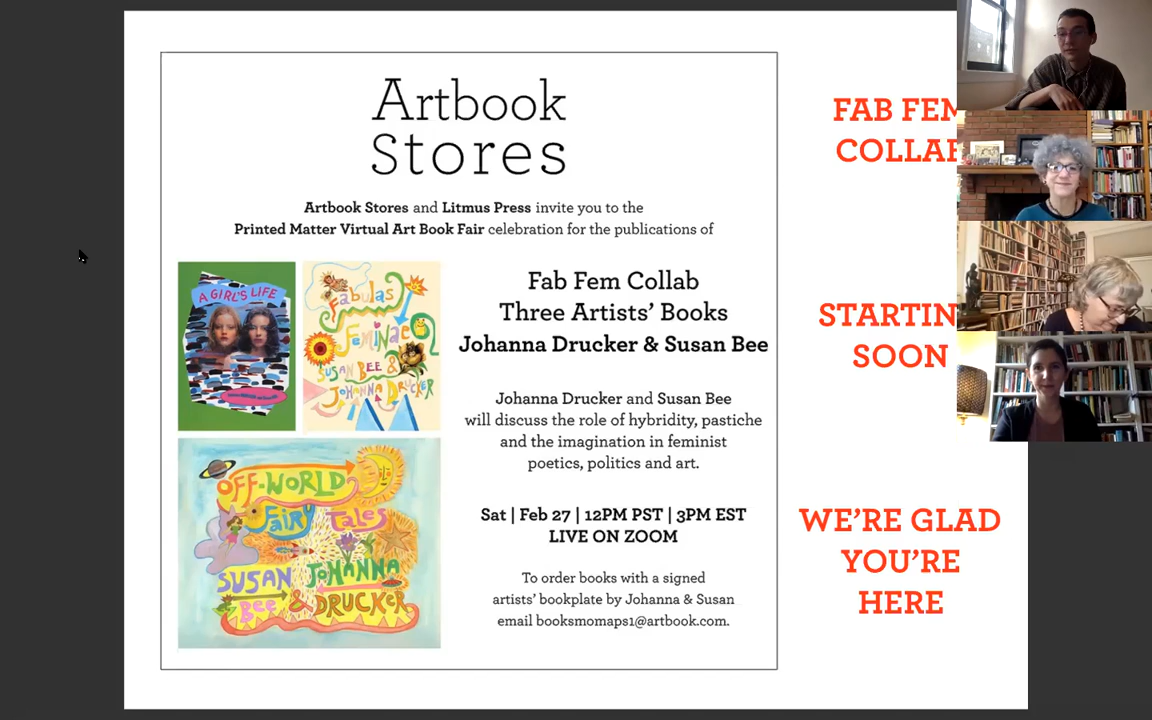 Artbook
Stores
Artbook Stores and Litmus Press invite you to the
Printed Matter Virtual Art Book Fair celebration for the publications of
A GIRL'S LIFE
Fabulas
Feminae
SUSAN BEE &
JOHANNA DRUCKER
OFF-WORLD
Fairy Tales
SUSAN JOHANNA
Bee & DRUCKER
Fab Fem Collab
Three Artists’ Books
Johanna Drucker & Susan Bee
Johanna Drucker and Susan Bee
will discuss the role of hybridity, pastiche
and the imagination in feminist
poetics, politics and art.
Sat | Feb 27 | 12PM PST | 3PM EST
LIVE ON ZOOM
To order books with a signed
artists’ bookplate by Johanna & Susan
email booksmomaps1@artbook.com.
FAB FEM
COLLAB
STARTIN
SOON
WE’RE GLAD
YOU’RE
HERE